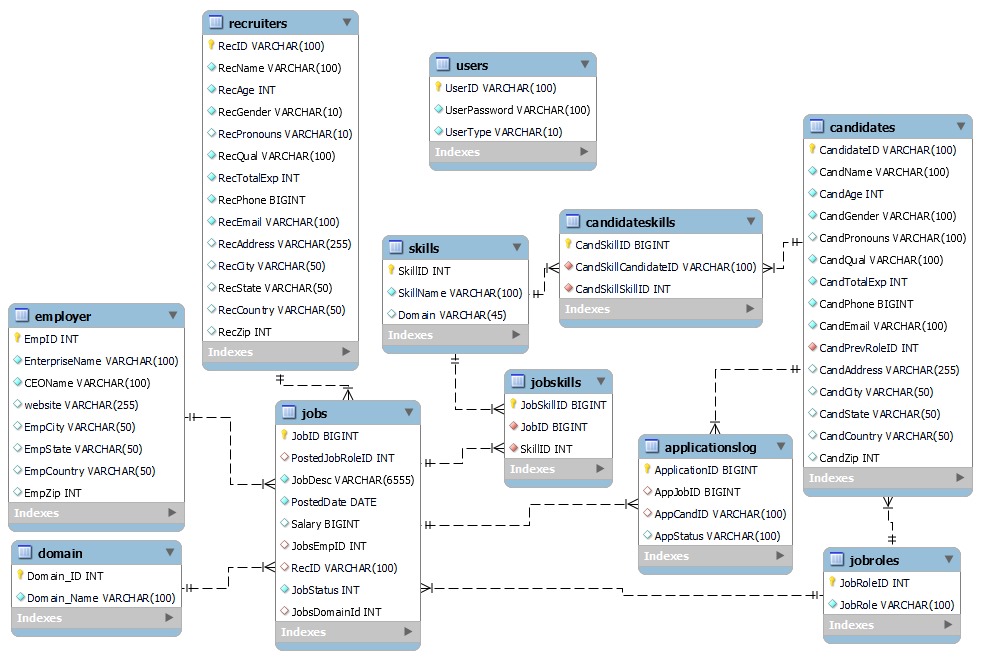 recruiters
RecID VARCHAR(100)
RecName VARCHAR(100)
RecAge INT
RecGender VARCHAR(10)
RecPronouns VARCHAR(10)
RecQual VARCHAR(100)
RecTotalExp INT
RecPhone BIGINT
RecEmail VARCHAR(100)
RecAddress VARCHAR(255)
RecCity VARCHAR(50)
RecState VARCHAR(50)
RecCountry VARCHAR(50)
RecZip INT
Indexes
users
UserID VARCHAR(100)
UserPassword VARCHAR(100)
UserType VARCHAR(10)
Indexes
candidates
CandidateID VARCHAR(100)
CandName VARCHAR(100)
CandAge INT
CandGender VARCHAR(10)
CandPronouns VARCHAR(100)
CandQual VARCHAR(100)
CandTotalExp INT
CandPhone BIGINT
CandEmail VARCHAR(100)
CandPrevRoleID INT
CandAddress VARCHAR(255)
CandCity VARCHAR(50)
CandState VARCHAR(50)
CandCountry VARCHAR(50)
CandZip INT
Indexes
candidateskills
CandSkillID BIGINT
CandSkillCandidateID VARCHAR(100)
CandSkillSkillID INT
Indexes
skills
SkillID INT
SkillName VARCHAR(100)
Domain VARCHAR(45)
Indexes
employer
EmpID INT
EnterpriseName VARCHAR(100)
CEOName VARCHAR(100)
website VARCHAR(255)
EmpCity VARCHAR(50)
EmpState VARCHAR(50)
EmpCountry VARCHAR(50)
EmpZip INT
Indexes
jobskills
JobSkillID BIGINT
JobID BIGINT
SkillID INT
Indexes
jobs
JobID BIGINT
PostedJobRoleID INT
JobDesc VARCHAR(6555)
PostedDate DATE
Salary BIGINT
JobsEmpID INT
RecID VARCHAR(100)
JobStatus INT
JobsDomainId INT
Indexes
applicationslog
ApplicationID BIGINT
AppJobID BIGINT
AppCandID VARCHAR(100)
AppStatus VARCHAR(100)
Indexes
domain
Domain_ID INT
Domain_Name VARCHAR(100)
Indexes
jobroles
JobRoleID INT
JobRole VARCHAR(100)
Indexes